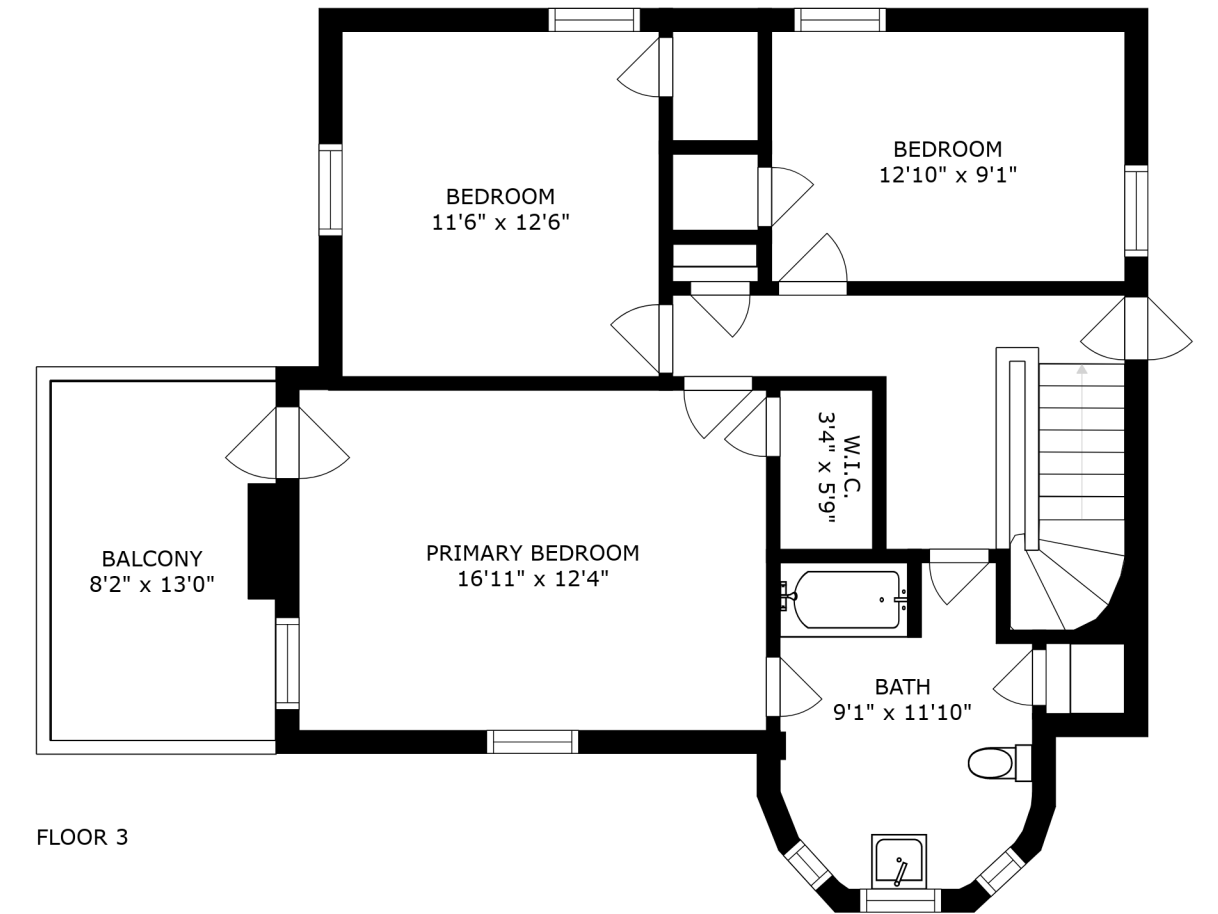 BEDROOM
12'10" x 9'1"
BEDROOM
11'6" x 12'6"
W.I.C.
3'4" x 5'9"
PRIMARY BEDROOM
16'11" x 12'4"
BALCONY
8'2" x 13'0"
BATH
9'1" x 11'10"
FLOOR 3